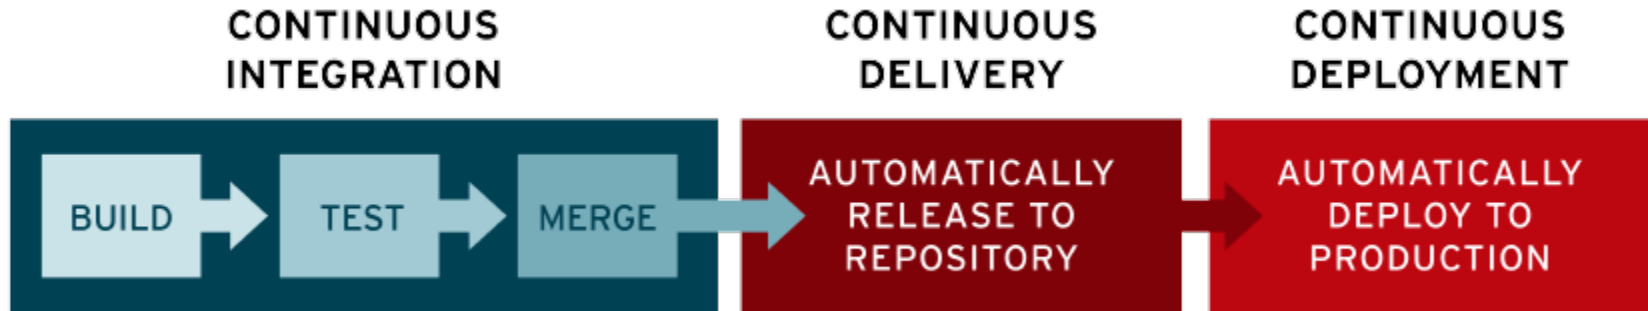 CONTINUOUS
INTEGRATION
BUILD
TEST
MERGE
CONTINUOUS
DELIVERY
AUTOMATICALLY
RELEASE TO
REPOSITORY
CONTINUOUS
DEPLOYMENT
AUTOMATICALLY
DEPLOY TO
PRODUCTION